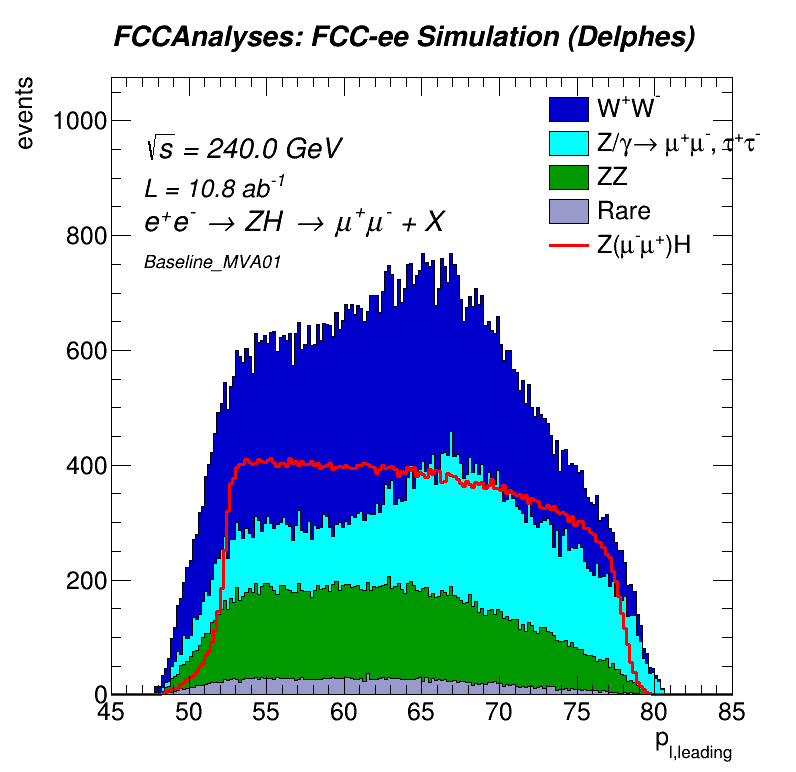 FCCAnalyses: FCC-ee Simulation (Delphes)
events
1000
800
600
400
200
0
√s = 240.0 GeV
L = 10.8 ab⁻¹
e⁺e⁻ → ZH → μ⁺μ⁻ + X
Baseline_MVA01
W⁺W⁻
Z/γ→ μ⁺μ⁻, τ⁺τ⁻
ZZ
Rare
Z(μ⁻μ⁺)H
45 50 55 60 65 70 75 80 85
p_l,leading